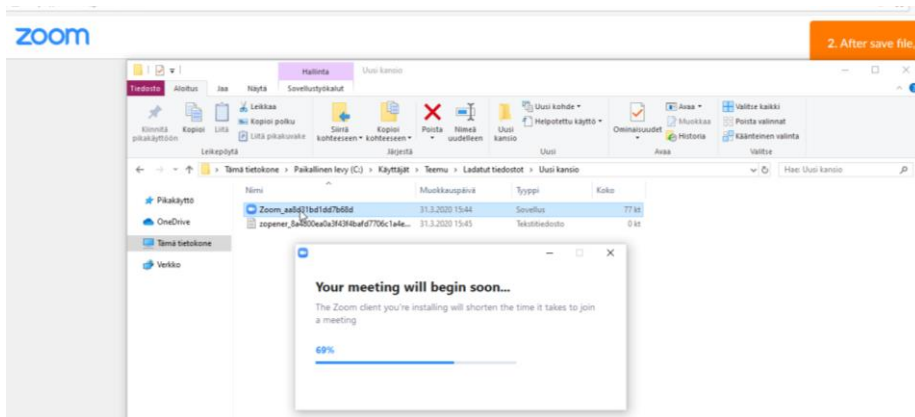 zoom
2. After save file,
Hallinta
Uusi kansio
Tiedosto Aloitus Jaa Näytä Sovellustyökalut
Kiinnitä pikakäyttöön
Kopioi
Liitä
Leikkaa
Kopioi polku
Liitä pikakuvake
Leikepöytä
Siirrä kohteeseen
Kopioi kohteeseen
Poista
Nimeä uudelleen
Järjestä
Uusi kansio
Uusi kohde
Helpotettu käyttö
Uusi
Ominaisuudet
Avaa
Muokkaa
Historia
Avaa
Valitse kaikki
Poista valinnat
Käänteinen valinta
Valitse
Tämä tietokone › Paikallinen levy (C:) › Käyttäjät › Teemu › Ladatut tiedostot › Uusi kansio
Hae: Uusi kansio
Pikakäyttö
OneDrive
Tämä tietokone
Verkko
Nimi Muokkauspäivä Tyyppi Koko
31.3.2020 15:44 Sovellus 77 kt
31.3.2020 15:45 Tekstitiedosto 0 kt
Your meeting will begin soon...
The Zoom client you're installing will shorten the time it takes to join
a meeting
69%